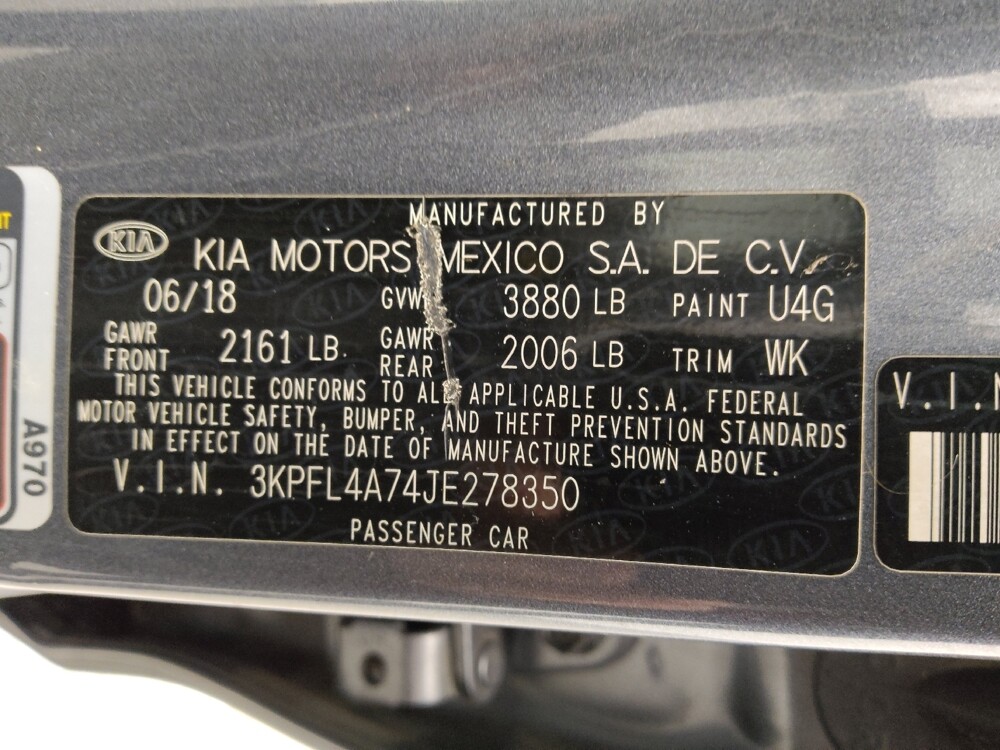 MANUFACTURED BY
KIA KIA MOTORS MEXICO S.A. DE C.V.
06/18 GVW 3880 LB PAINT U4G
GAWR FRONT 2161 LB. GAWR REAR 2006 LB TRIM WK
THIS VEHICLE CONFORMS TO ALL APPLICABLE U.S.A. FEDERAL
MOTOR VEHICLE SAFETY, BUMPER, AND THEFT PREVENTION STANDARDS
IN EFFECT ON THE DATE OF MANUFACTURE SHOWN ABOVE.
V.I.N. 3KPFL4A74JE278350
PASSENGER CAR
A970
V.I.N